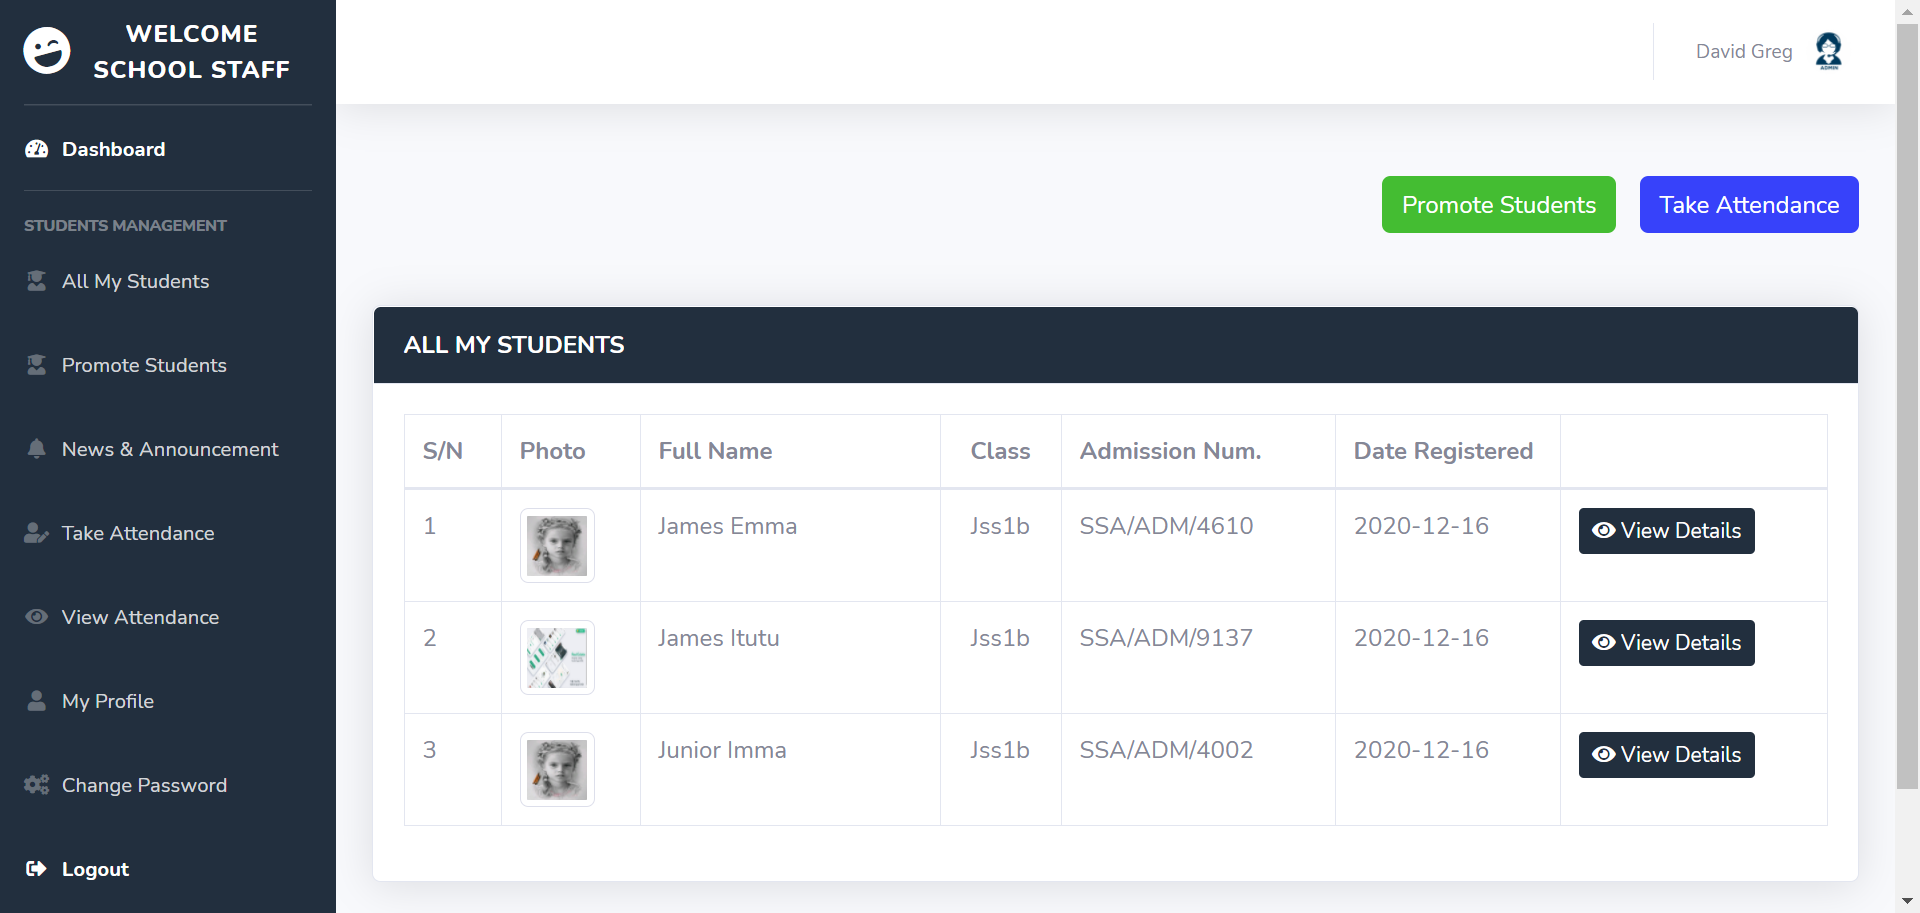 WELCOME
SCHOOL STAFF
David Greg
ADMIN
Dashboard
Promote Students
Take Attendance
STUDENTS MANAGEMENT
All My Students
Promote Students
News & Announcement
Take Attendance
View Attendance
My Profile
Change Password
Logout
ALL MY STUDENTS
S/N Photo Full Name Class Admission Num. Date Registered
1 James Emma Jss1b SSA/ADM/4610 2020-12-16 View Details
2 James Itutu Jss1b SSA/ADM/9137 2020-12-16 View Details
3 Junior Imma Jss1b SSA/ADM/4002 2020-12-16 View Details